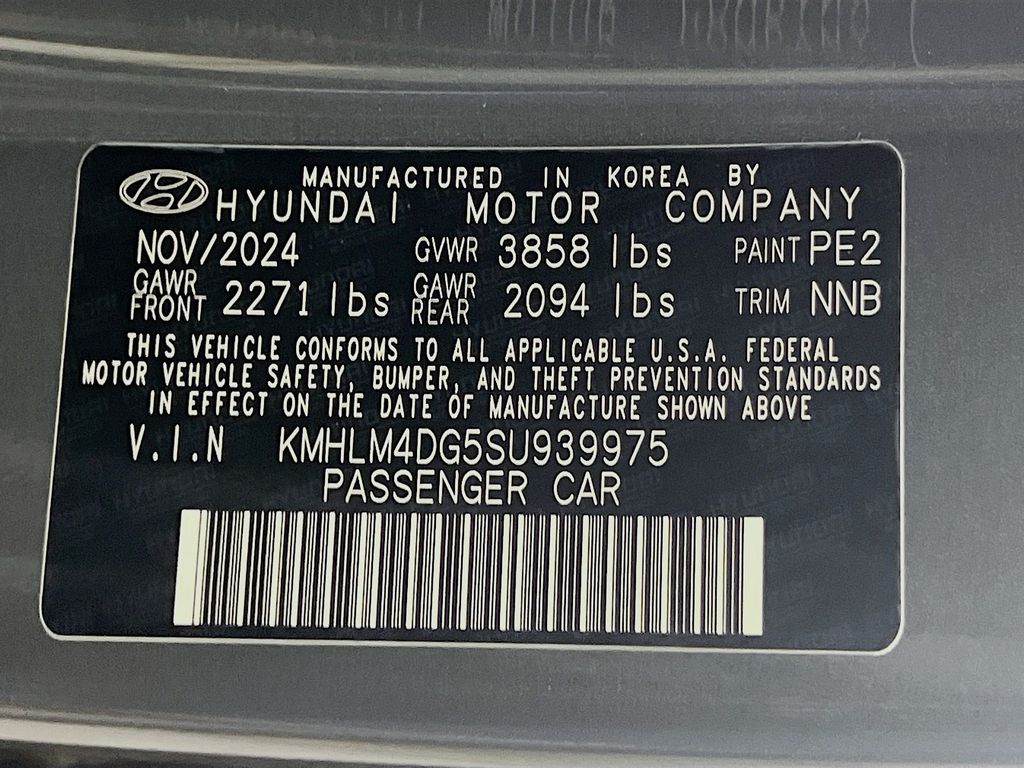 MANUFACTURED IN KOREA BY
HYUNDAI MOTOR COMPANY
NOV/2024 GVWR 3858 lbs PAINT PE2
GAWR FRONT 2271 lbs GAWR REAR 2094 lbs TRIM NNB
THIS VEHICLE CONFORMS TO ALL APPLICABLE U.S.A. FEDERAL
MOTOR VEHICLE SAFETY, BUMPER, AND THEFT PREVENTION STANDARDS
IN EFFECT ON THE DATE OF MANUFACTURE SHOWN ABOVE
V.I.N KMHLM4DG5SU939975
PASSENGER CAR